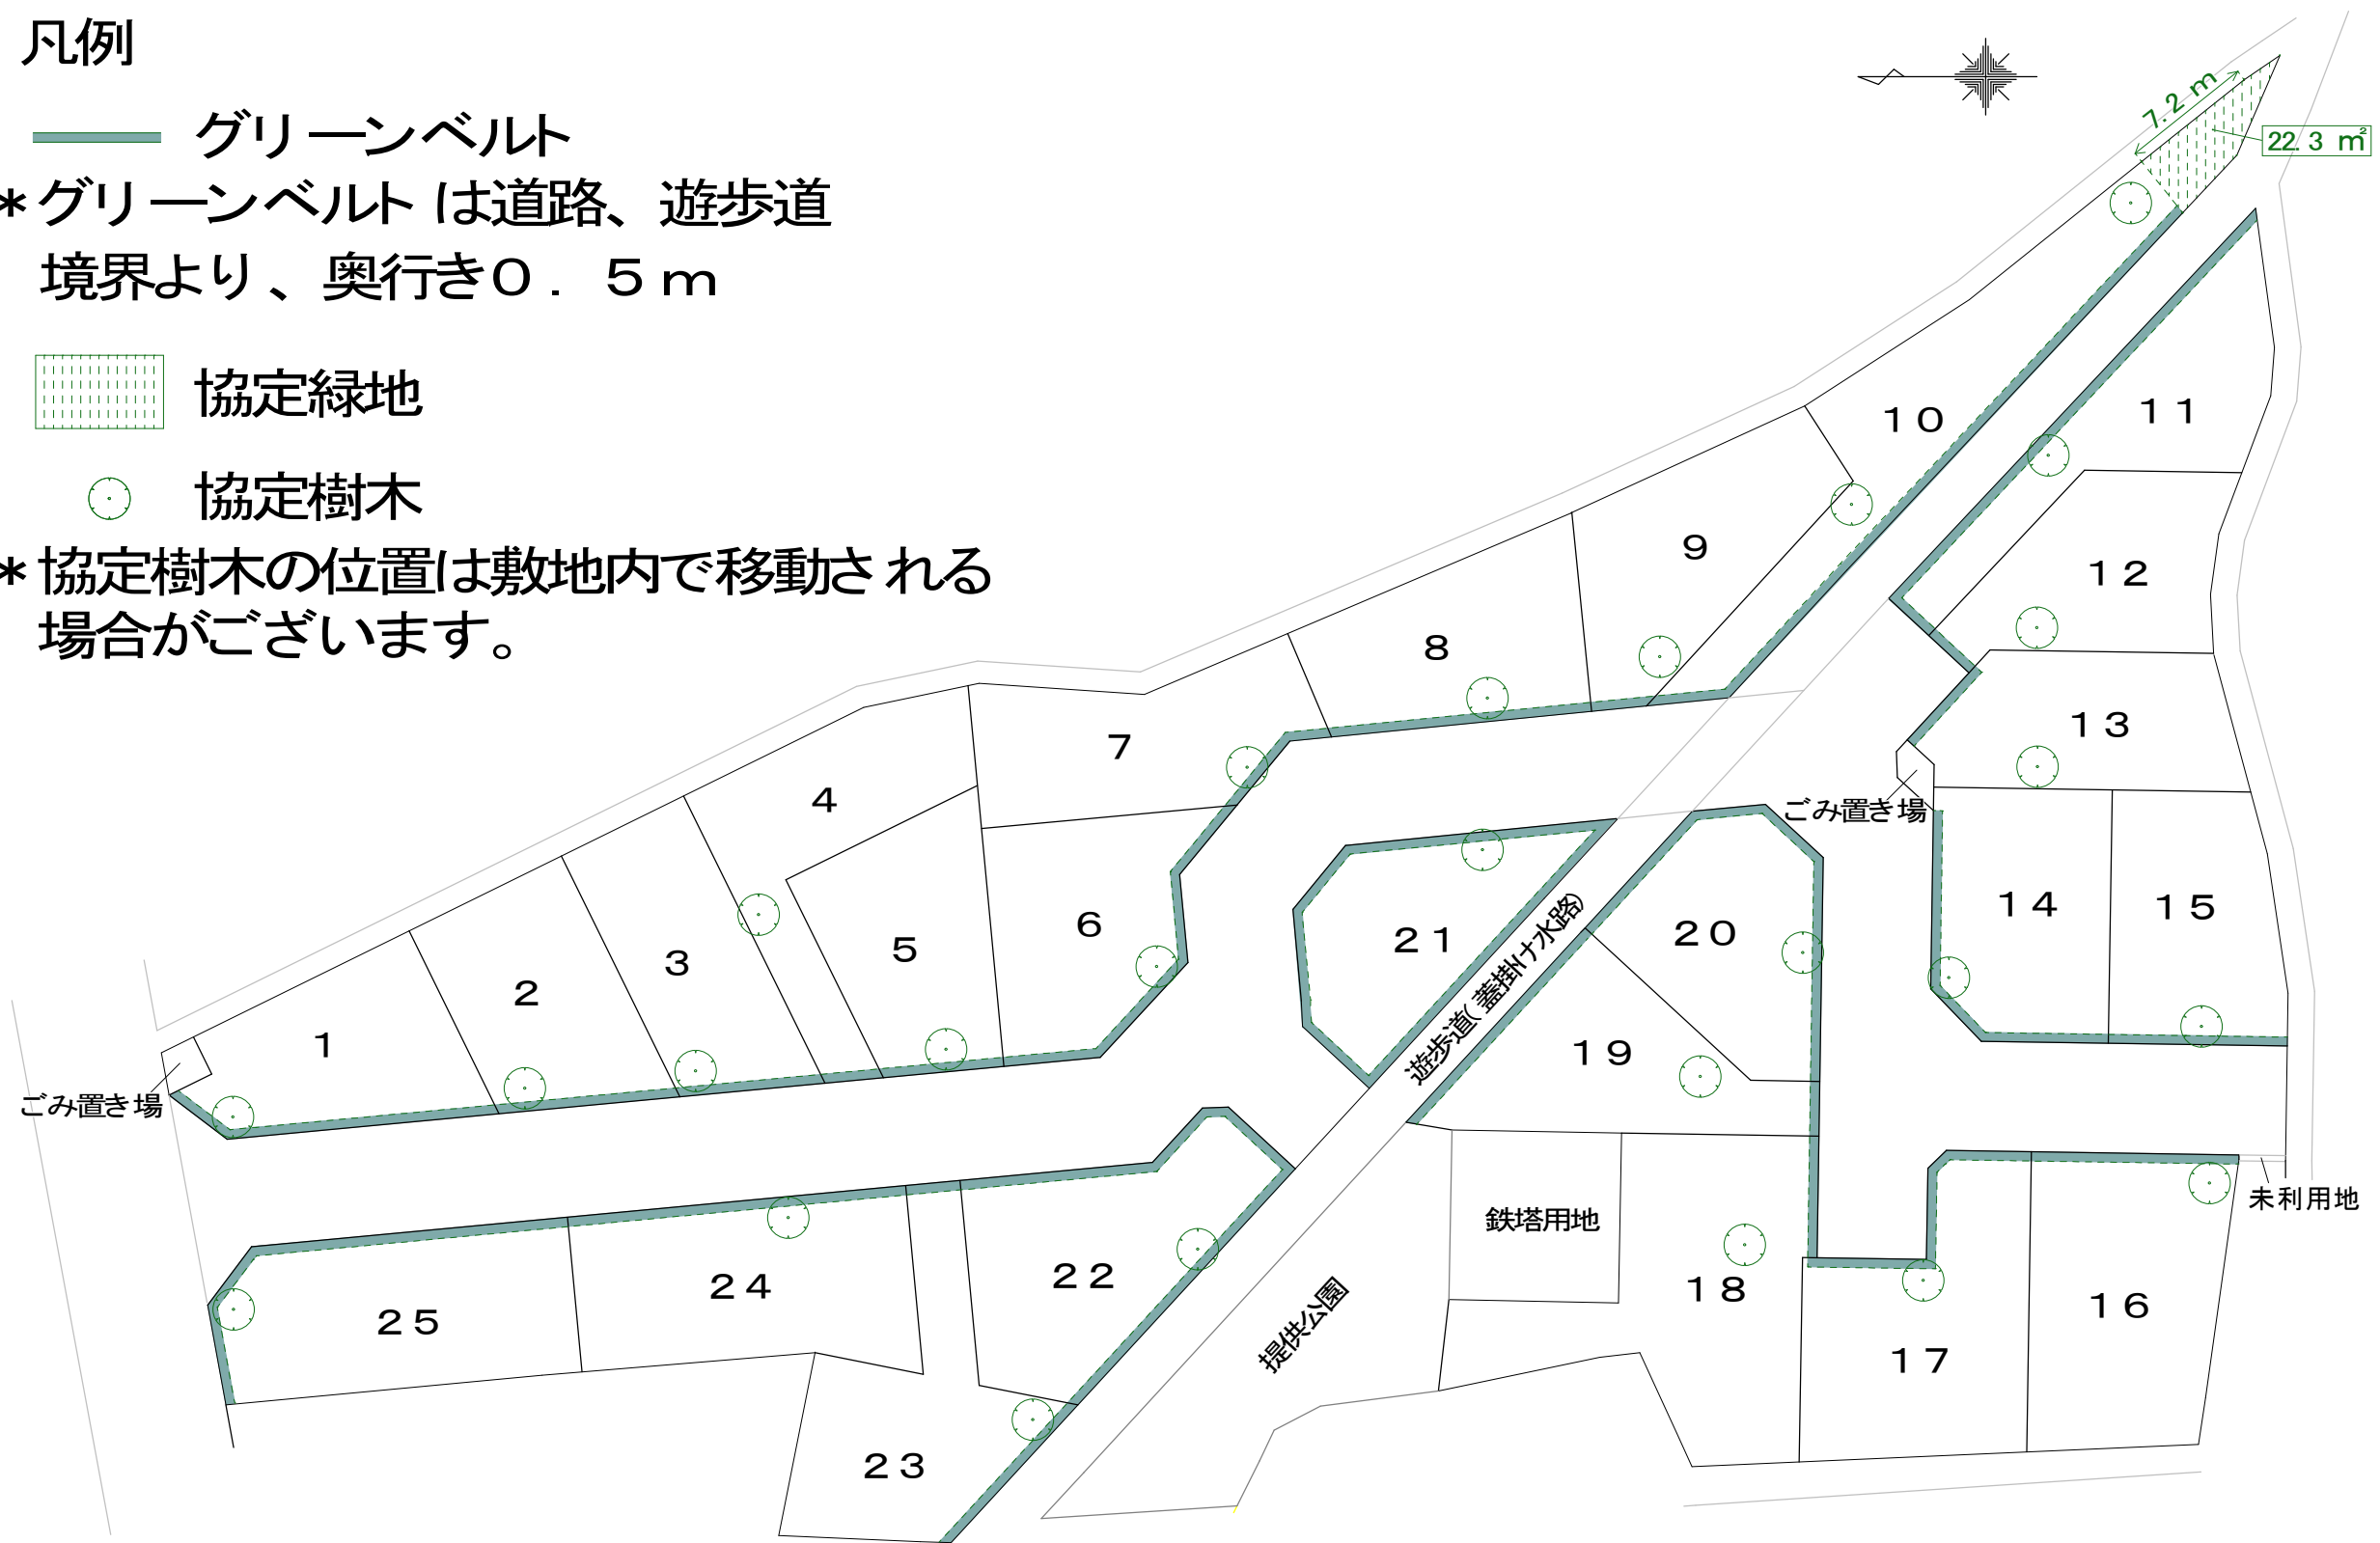 凡例
グリーンベルト
*グリーンベルトは道路、遊歩道
境界より、奥行き0．5ｍ
協定緑地
協定樹木
*協定樹木の位置は敷地内で移動される
場合がございます。
7.2 m
22.3 ㎡
10
11
9
12
8
13
7
ごみ置き場
4
14
15
6
21
20
5
3
2
遊歩道(蓋掛け水路)
1
19
ごみ置き場
未利用地
鉄塔用地
22
24
18
16
25
提供公園
17
23